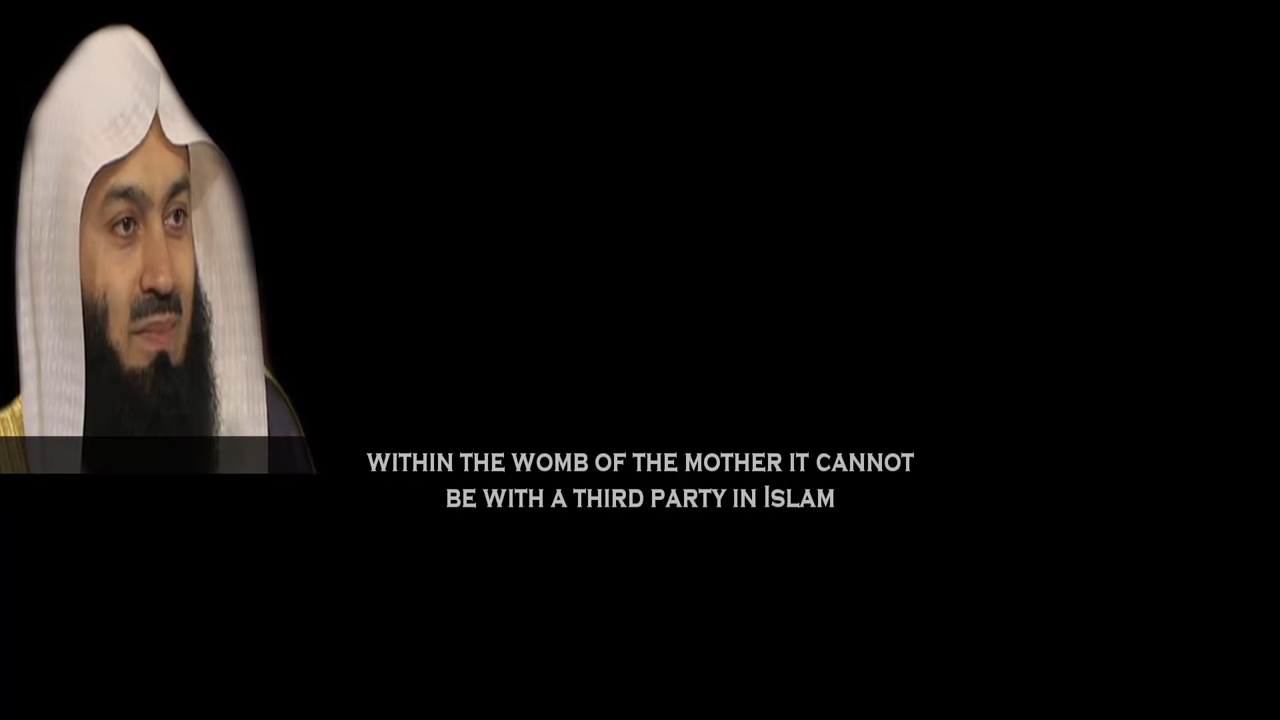 WITHIN THE WOMB OF THE MOTHER IT CANNOT
BE WITH A THIRD PARTY IN ISLAM